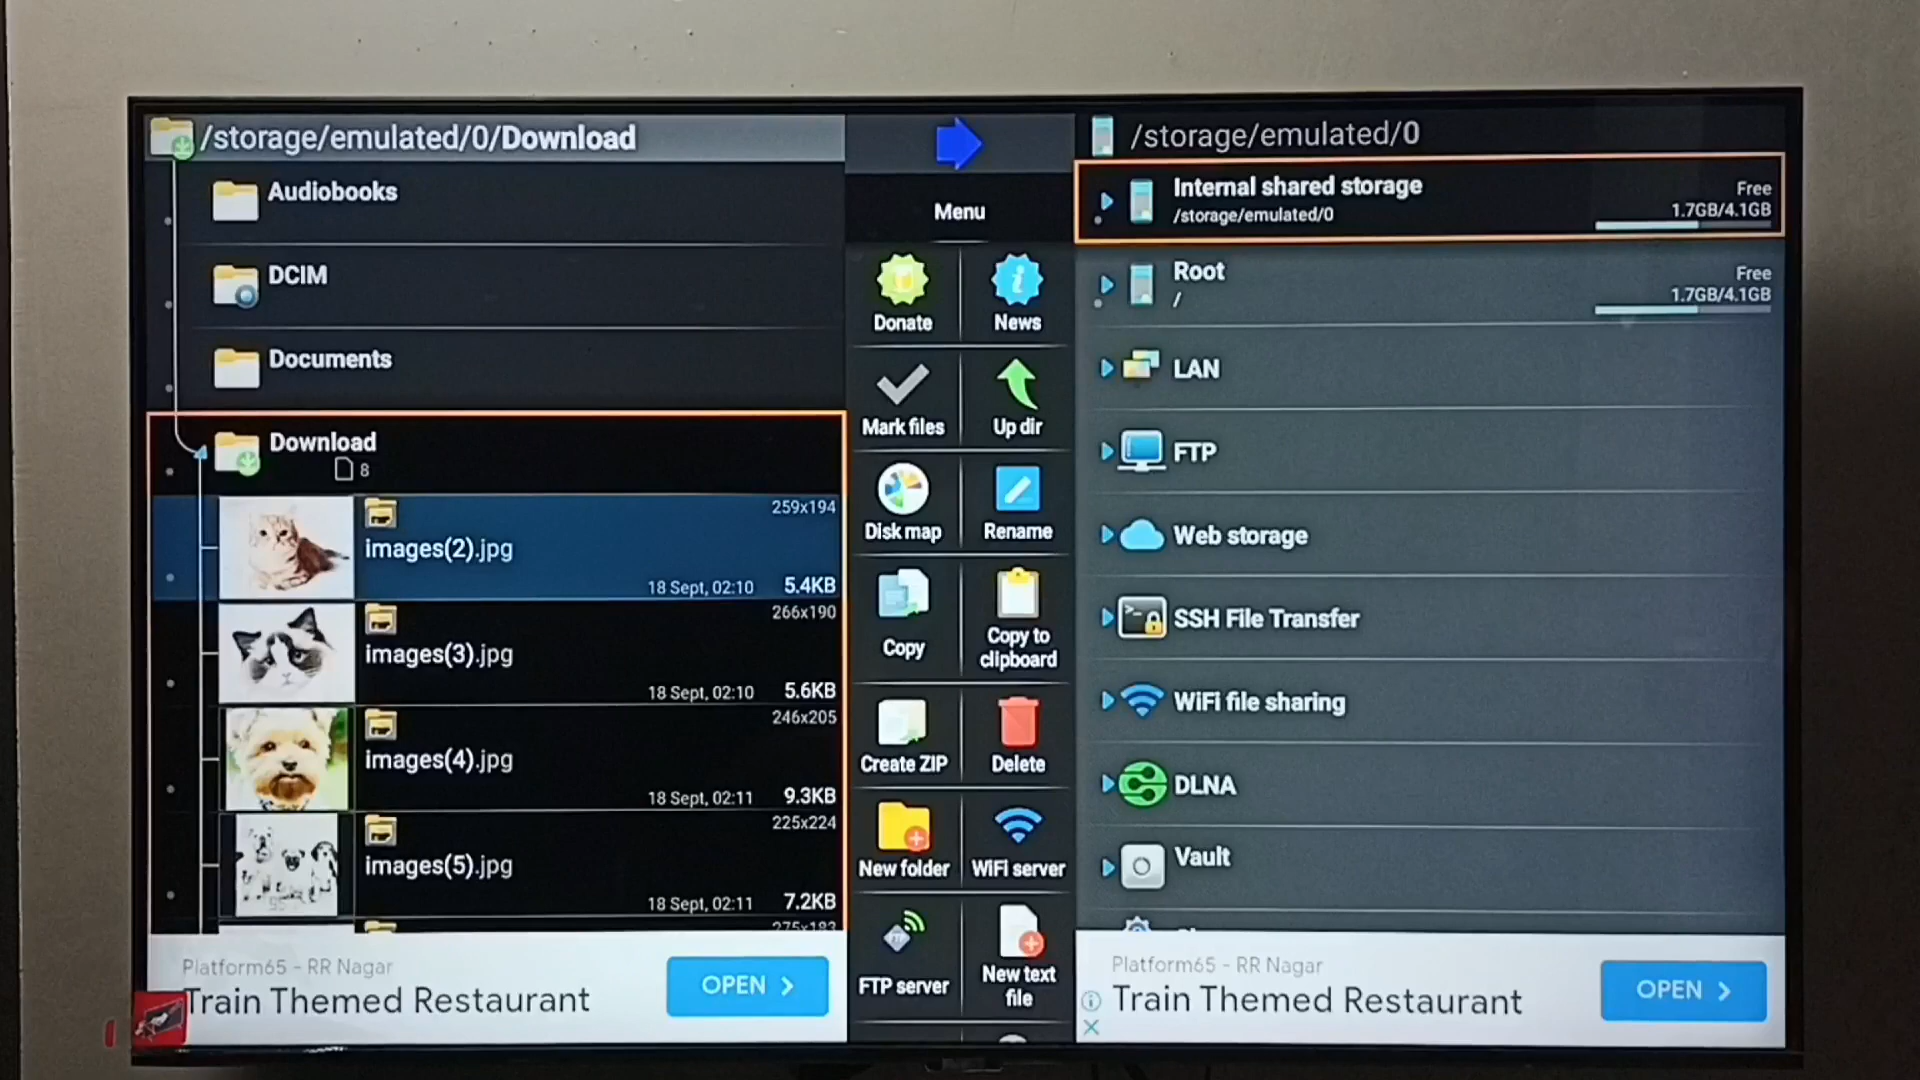 /storage/emulated/0/Download
Audiobooks
DCIM
Documents
Download
8
259x194
images(2).jpg
18 Sept, 02:10 5.4KB
266x190
images(3).jpg
18 Sept, 02:10 5.6KB
246x205
images(4).jpg
18 Sept, 02:11 9.3KB
225x224
images(5).jpg
18 Sept, 02:11 7.2KB
275x183
Platform65 - RR Nagar
Train Themed Restaurant
OPEN
Menu
Donate
News
Mark files
Up dir
Disk map
Rename
Copy
Copy to
clipboard
Create ZIP
Delete
New folder
WiFi server
FTP server
New text
file
/storage/emulated/0
Internal shared storage
/storage/emulated/0
Free
1.7GB/4.1GB
Root
/
Free
1.7GB/4.1GB
LAN
FTP
Web storage
SSH File Transfer
WiFi file sharing
DLNA
Vault
Platform65 - RR Nagar
Train Themed Restaurant
OPEN